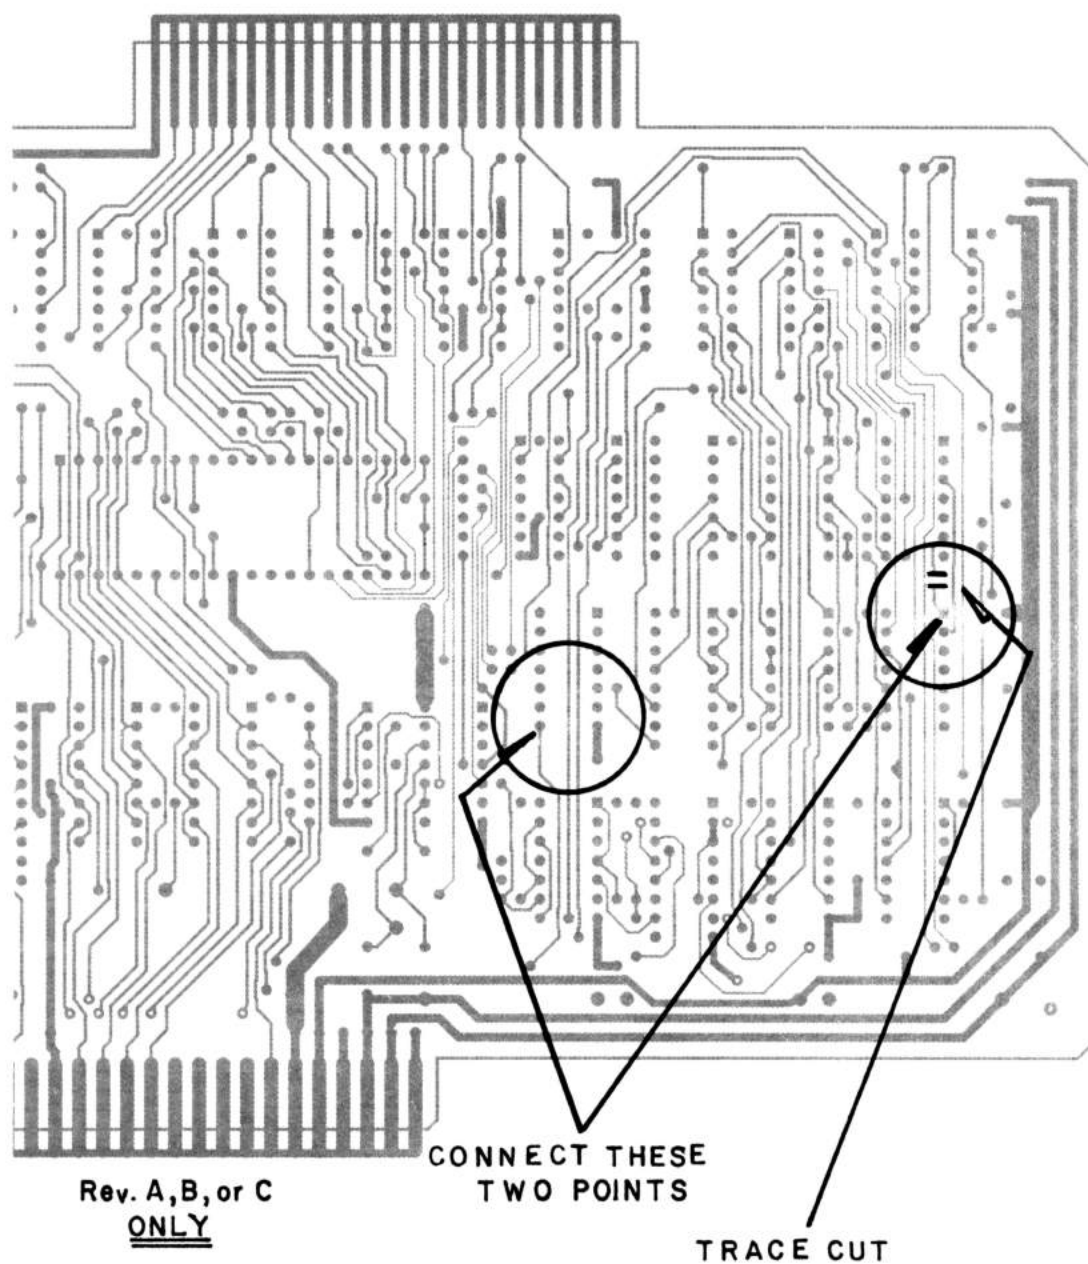 Rev. A, B, or C
ONLY
CONNECT THESE
TWO POINTS
TRACE CUT